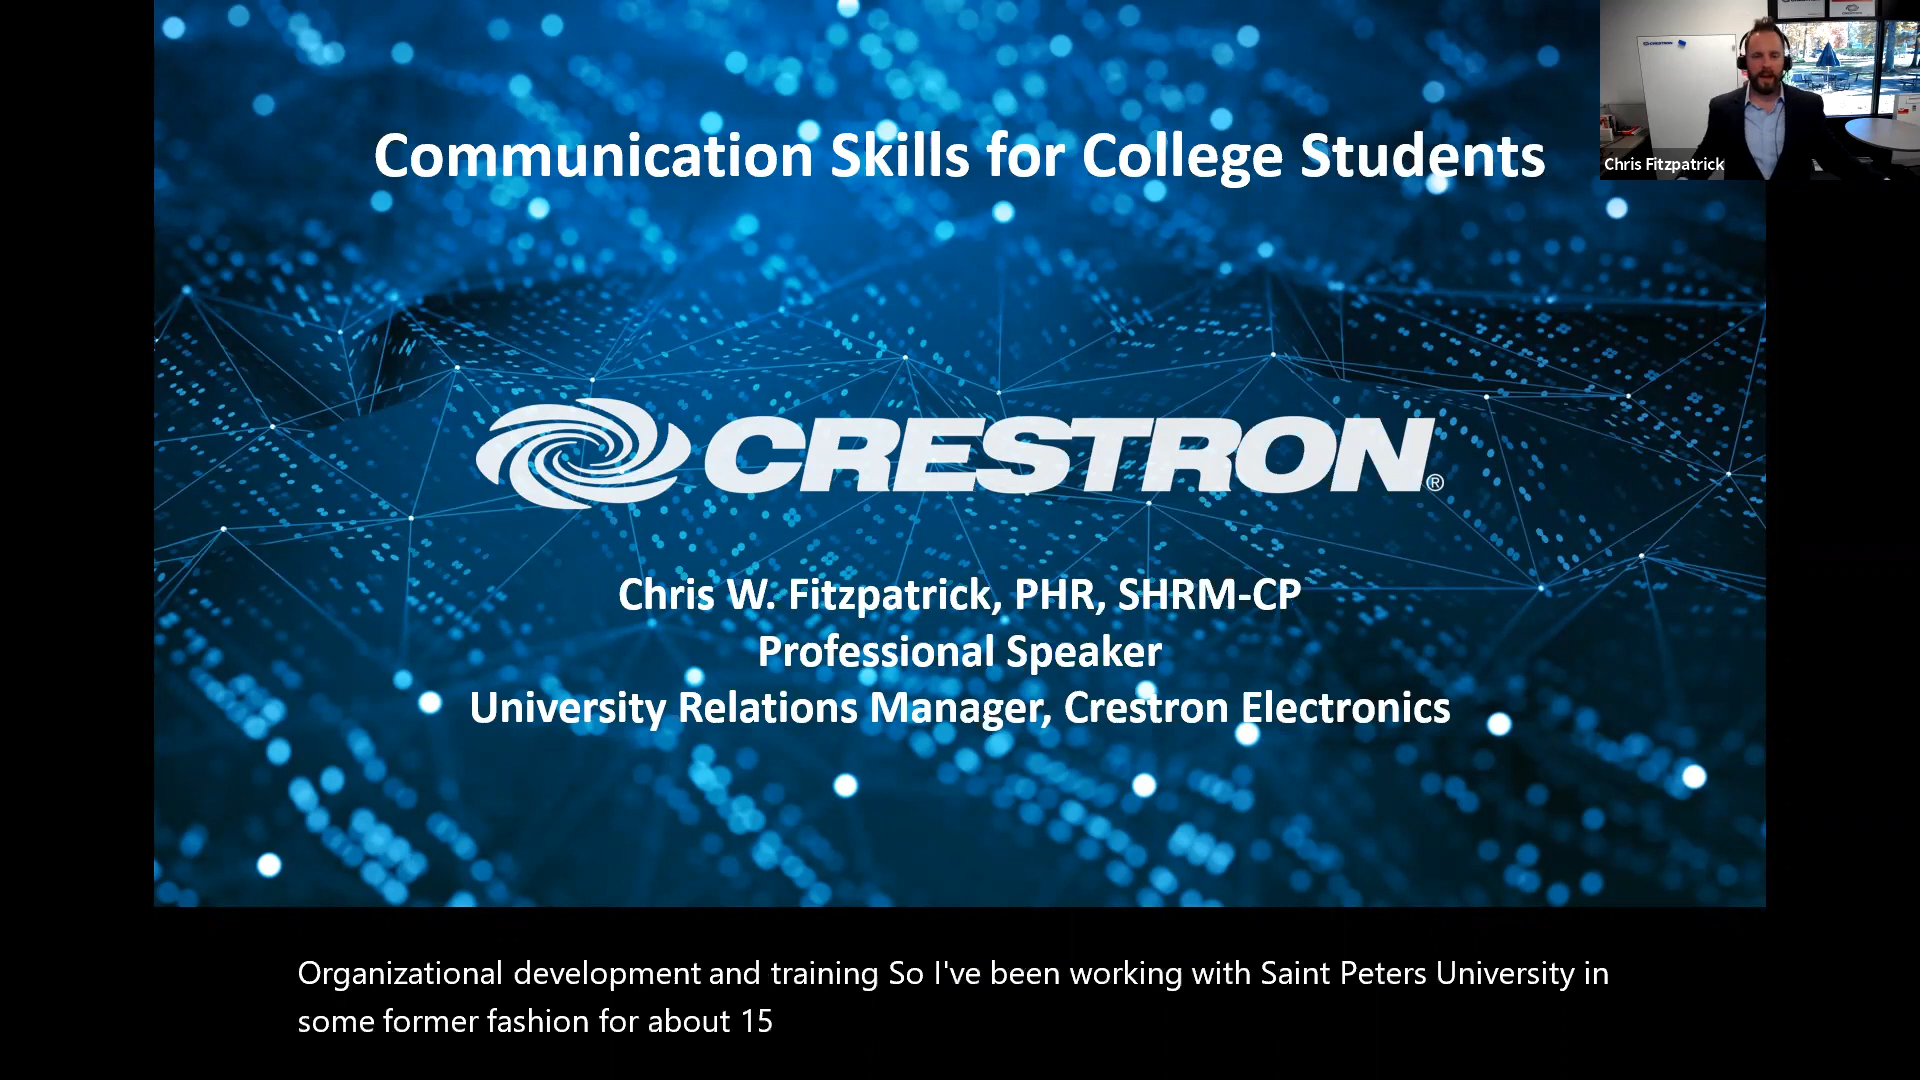 Communication Skills for College Students
CRESTRON
Chris Fitzpatrick
CRESTRON®
Chris W. Fitzpatrick, PHR, SHRM-CP
Professional Speaker
University Relations Manager, Crestron Electronics
Organizational development and training So I've been working with Saint Peters University in
some former fashion for about 15